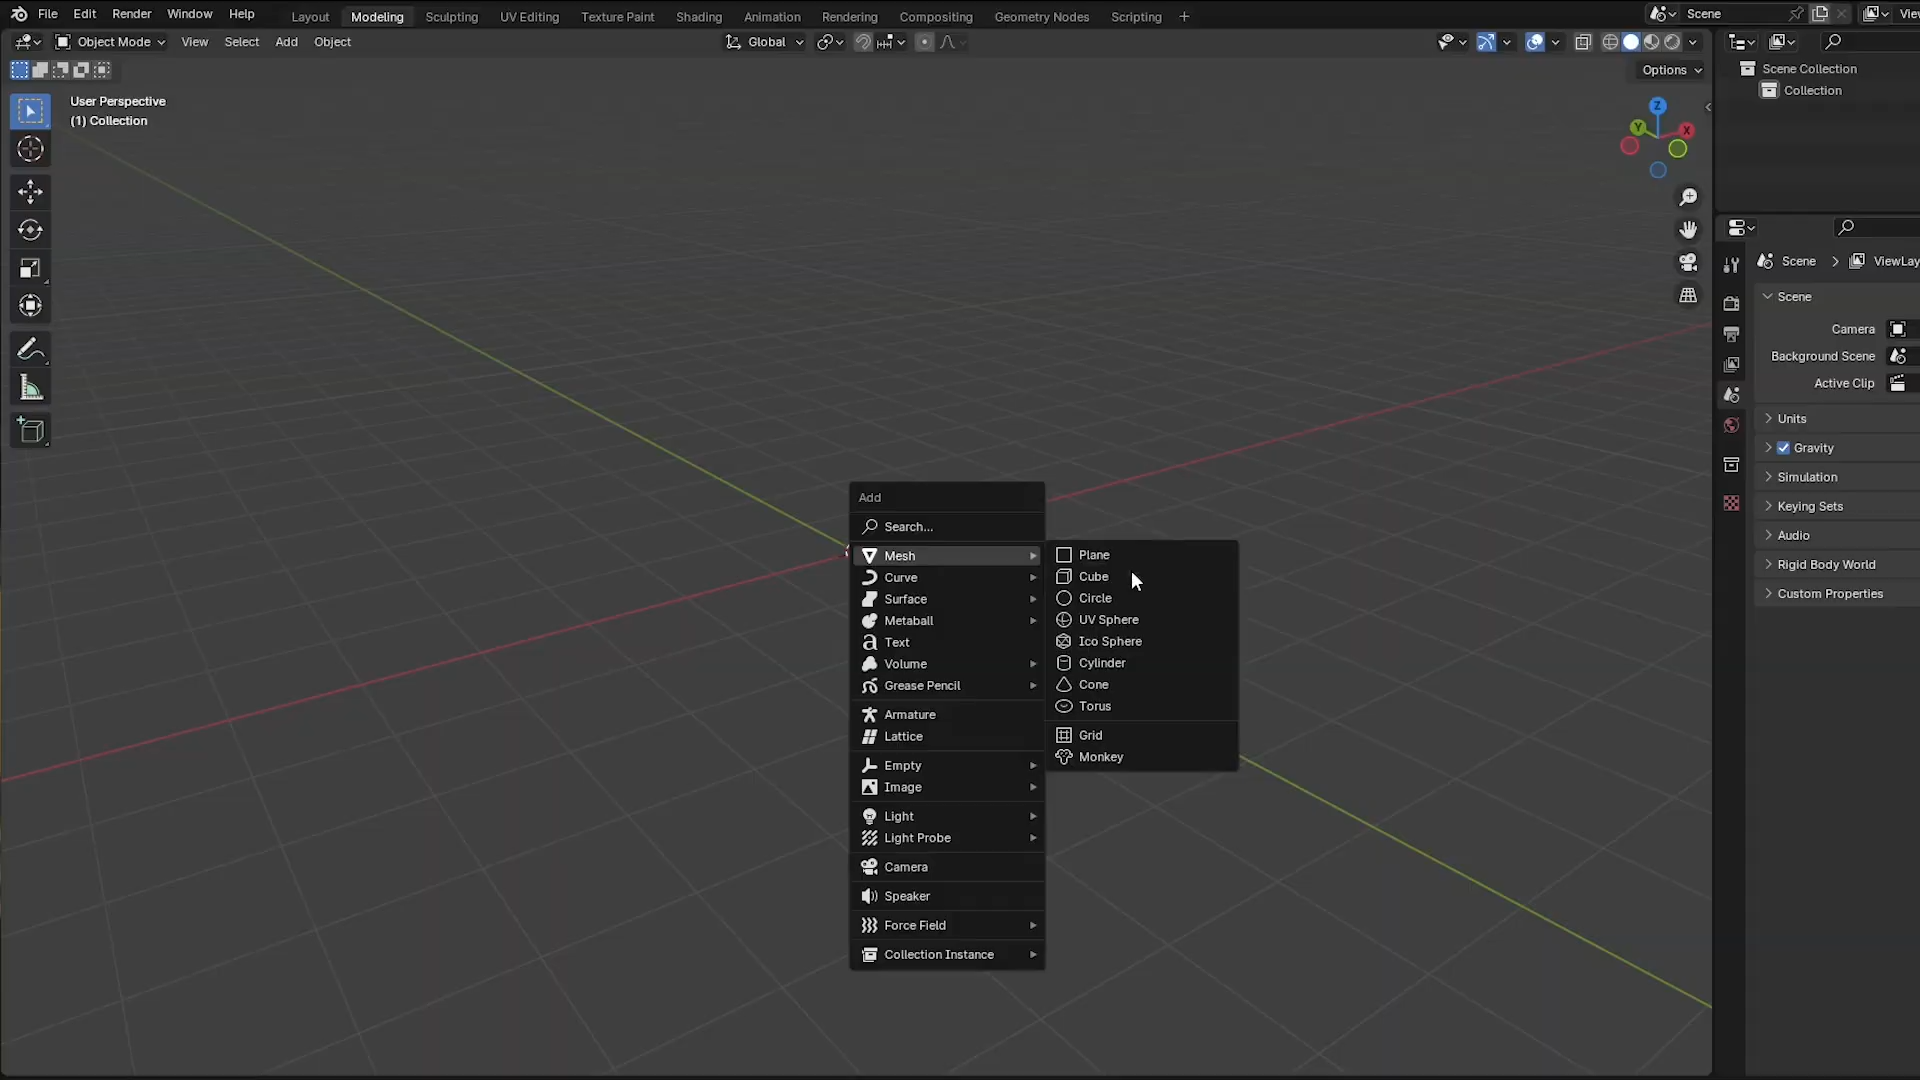 File Edit Render Window Help Layout Modeling Sculpting UV Editing Texture Paint Shading Animation Rendering Compositing Geometry Nodes Scripting + Scene
Object Mode View Select Add Object Global
Options
User Perspective
(1) Collection
Z
Y
X
Scene Collection
Collection
Scene > ViewLay
Scene
Camera
Background Scene
Active Clip
Units
Gravity
Simulation
Keying Sets
Audio
Rigid Body World
Custom Properties
Add
Search...
Mesh
Curve
Surface
Metaball
Text
Volume
Grease Pencil
Armature
Lattice
Empty
Image
Light
Light Probe
Camera
Speaker
Force Field
Collection Instance
Plane
Cube
Circle
UV Sphere
Ico Sphere
Cylinder
Cone
Torus
Grid
Monkey